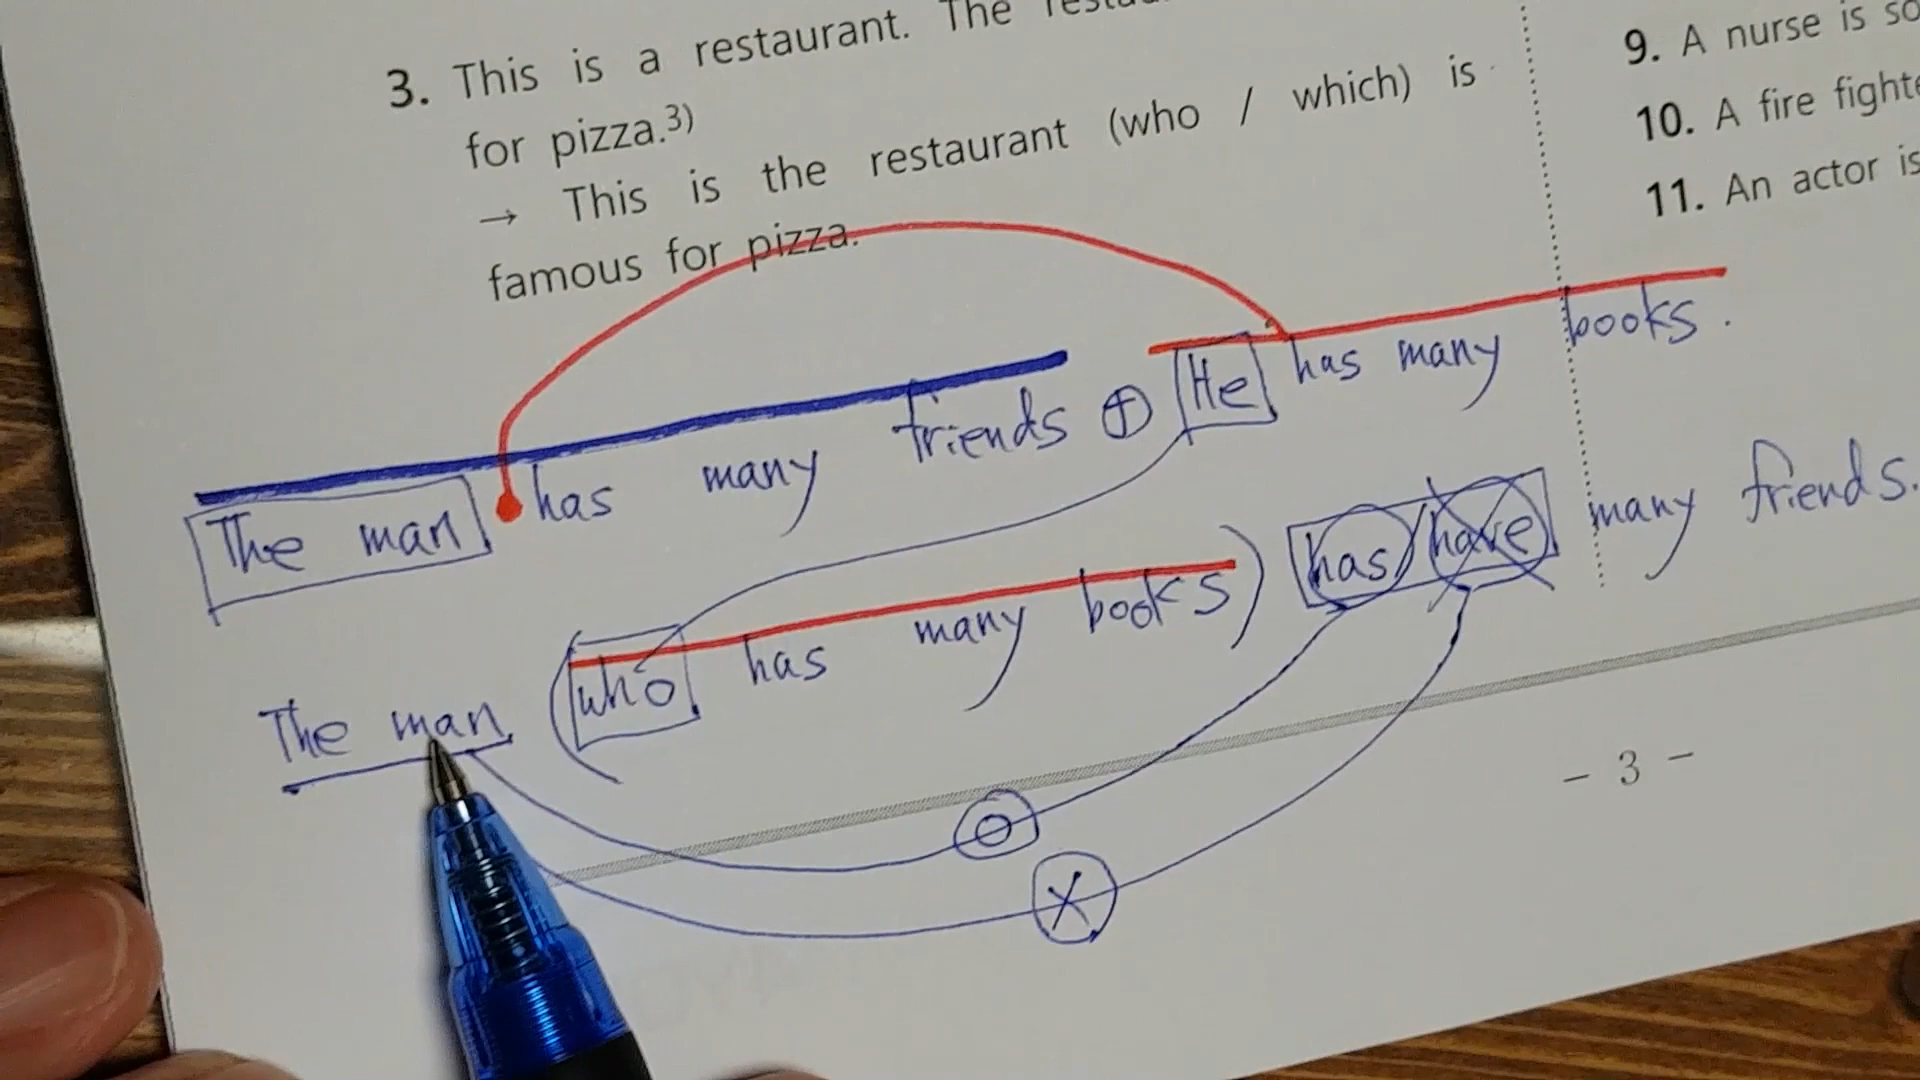 3. This is a restaurant. The
for pizza.3)
→ This is the restaurant (who / which) is
famous for pizza.
9. A nurse is
10. A fire
11. An actor is
The man has many friends + He has many books.
The man (who has many books) has/have many friends.
O
X
- 3 -